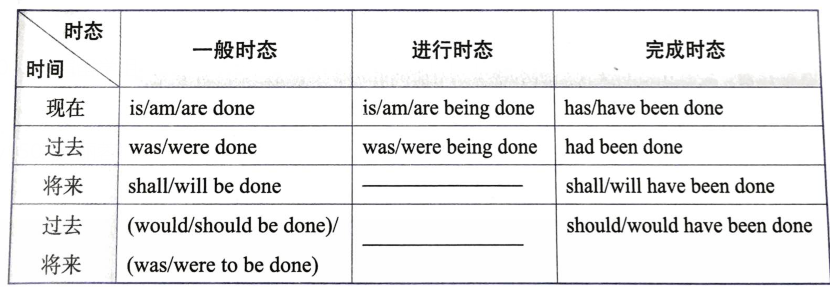 时态
时间
一般时态 进行时态 完成时态
现在 is/am/are done is/am/are being done has/have been done
过去 was/were done was/were being done had been done
将来 shall/will be done shall/will have been done
过去 (would/should be done)/ should/would have been done
将来 (was/were to be done)